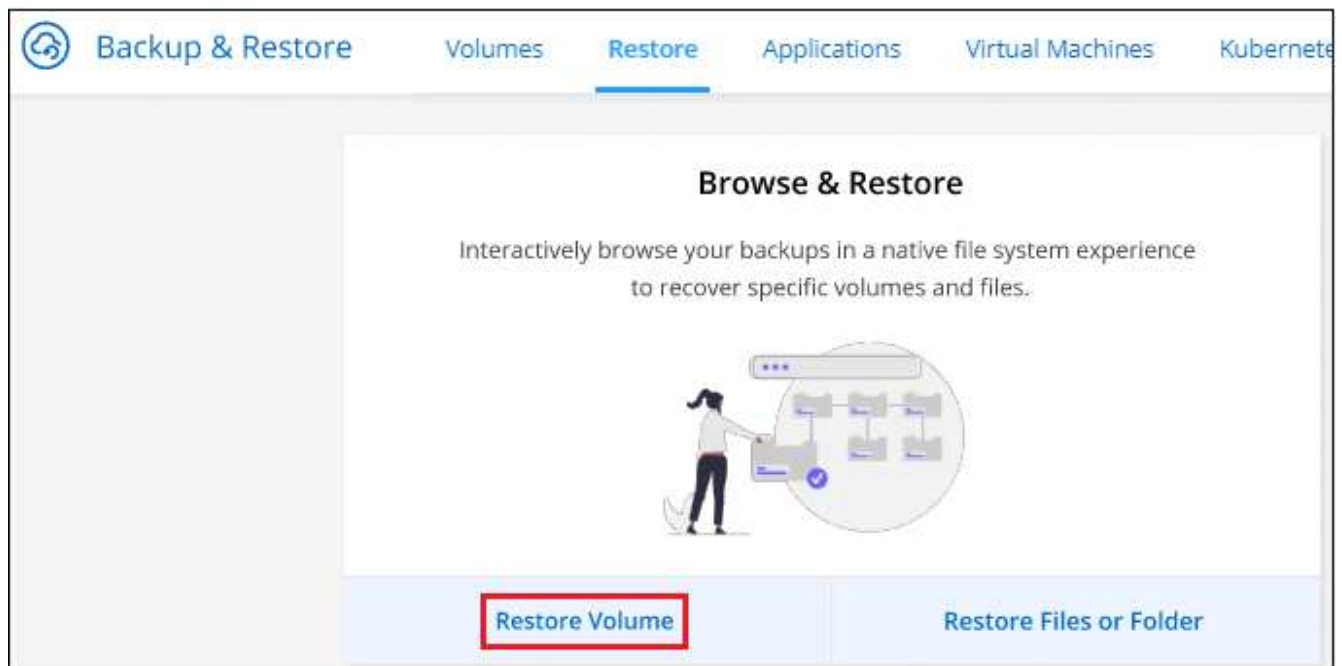 Backup & Restore Volumes Restore Applications Virtual Machines Kubernete
Browse & Restore
Interactively browse your backups in a native file system experience
to recover specific volumes and files.
Restore Volume Restore Files or Folder